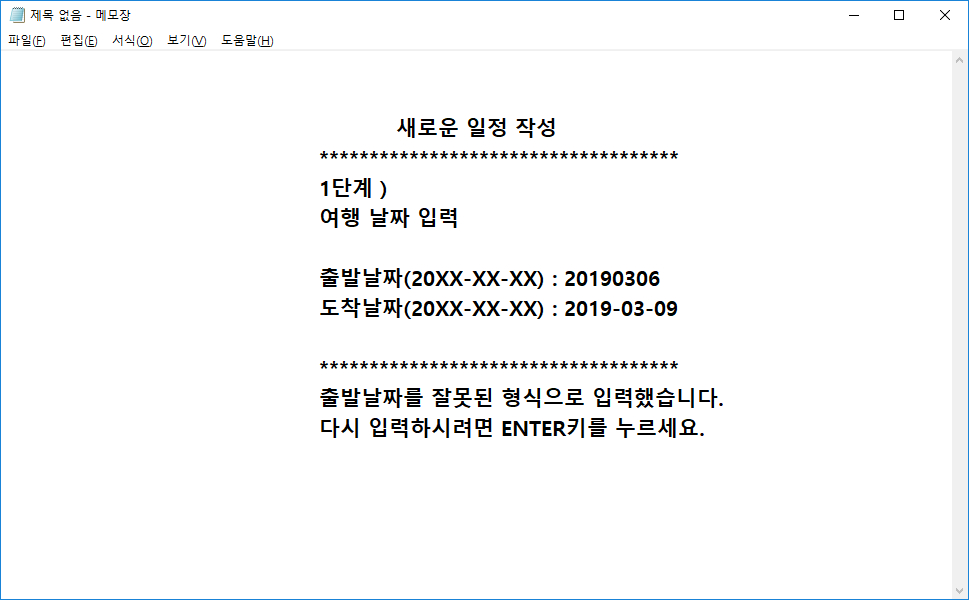 제목 없음 - 메모장
파일(F) 편집(E) 서식(O) 보기(V) 도움말(H)
새로운 일정 작성
************************************
1단계 )
여행 날짜 입력
출발날짜(20XX-XX-XX) : 20190306
도착날짜(20XX-XX-XX) : 2019-03-09
************************************
출발날짜를 잘못된 형식으로 입력했습니다.
다시 입력하시려면 ENTER키를 누르세요.